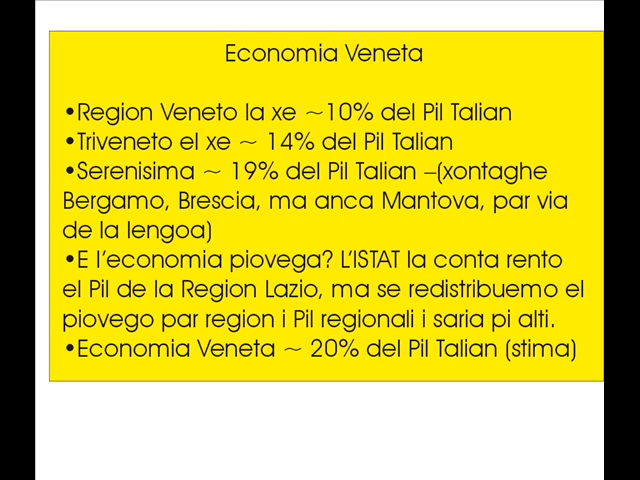 Economia Veneta
•Region Veneto la xe ~10% del Pil Talian
•Triveneto el xe ~ 14% del Pil Talian
•Serenisima ~ 19% del Pil Talian –(xontaghe
Bergamo, Brescia, ma anca Mantova, par via
de la lengoa)
•E l'economia piovega? L'ISTAT la conta rento
el Pil de la Region Lazio, ma se redistribuemo el
piovego par region i Pil regionali i saria pi alti.
•Economia Veneta ~ 20% del Pil Talian (stima)